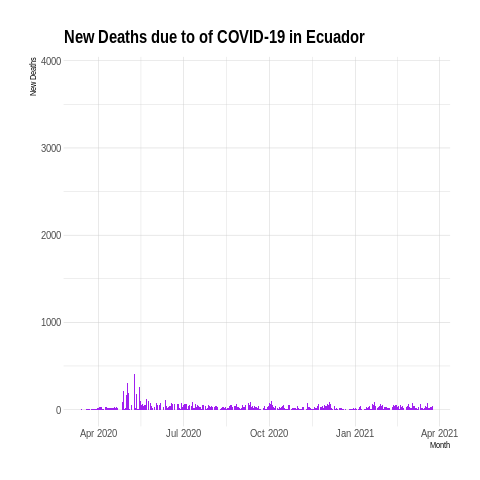 New Deaths due to of COVID-19 in Ecuador
New Deaths
4000
3000
2000
1000
0
Apr 2020 Jul 2020 Oct 2020 Jan 2021 Apr 2021
Month